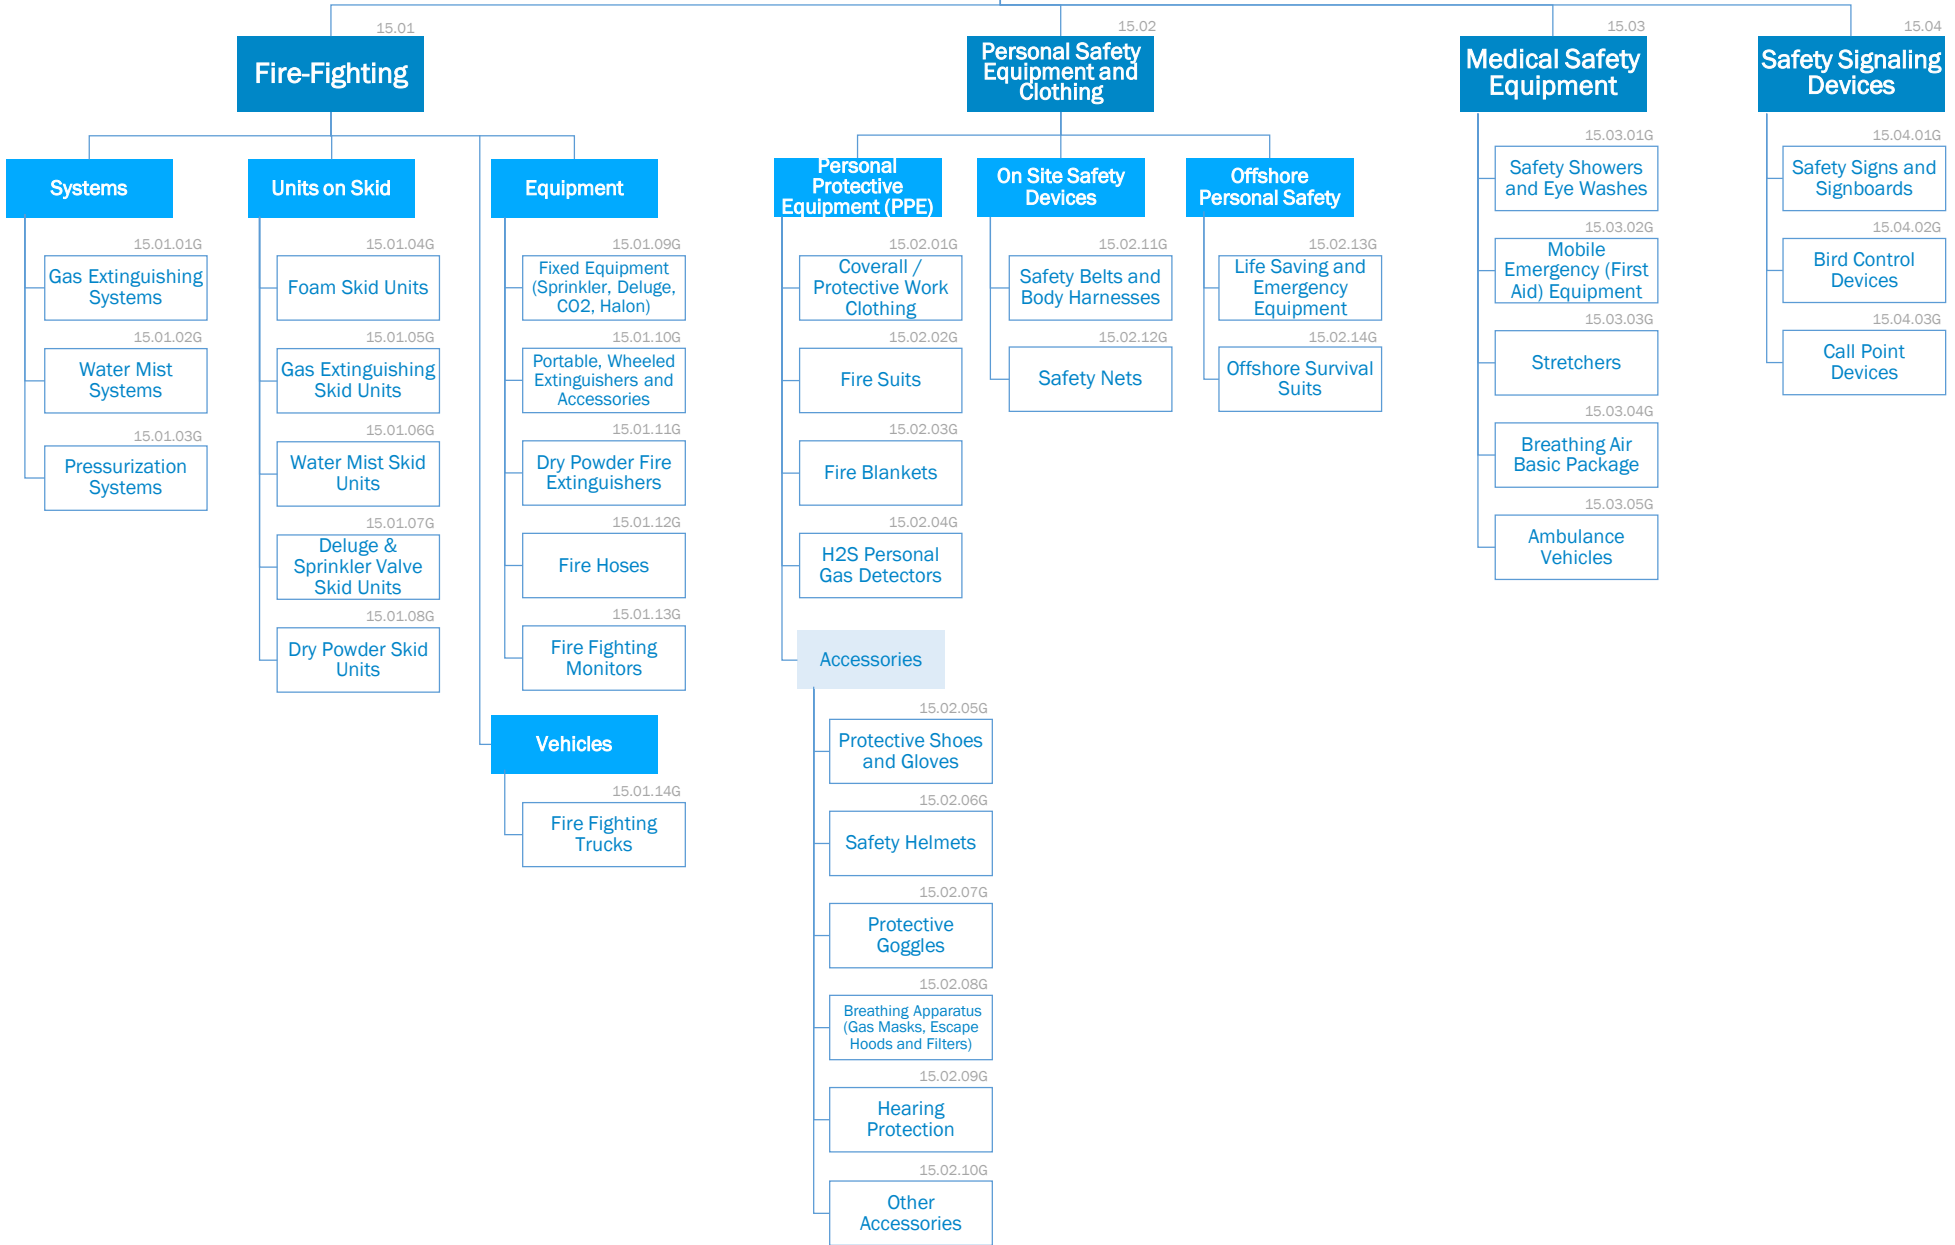 15.01
Fire-Fighting
Systems
15.01.01G
Gas Extinguishing
Systems
15.01.02G
Water Mist
Systems
15.01.03G
Pressurization
Systems
Units on Skid
15.01.04G
Foam Skid Units
15.01.05G
Gas Extinguishing
Skid Units
15.01.06G
Water Mist Skid
Units
15.01.07G
Deluge &
Sprinkler Valve
Skid Units
15.01.08G
Dry Powder Skid
Units
Equipment
15.01.09G
Fixed Equipment
(Sprinkler, Deluge,
CO2, Halon)
15.01.10G
Portable, Wheeled
Extinguishers and
Accessories
15.01.11G
Dry Powder Fire
Extinguishers
15.01.12G
Fire Hoses
15.01.13G
Fire Fighting
Monitors
Vehicles
15.01.14G
Fire Fighting
Trucks
15.02
Personal Safety
Equipment and
Clothing
Personal
Protective
Equipment (PPE)
15.02.01G
Coverall /
Protective Work
Clothing
15.02.02G
Fire Suits
15.02.03G
Fire Blankets
15.02.04G
H2S Personal
Gas Detectors
Accessories
15.02.05G
Protective Shoes
and Gloves
15.02.06G
Safety Helmets
15.02.07G
Protective
Goggles
15.02.08G
Breathing Apparatus
(Gas Masks, Escape
Hoods and Filters)
15.02.09G
Hearing
Protection
15.02.10G
Other
Accessories
On Site Safety
Devices
15.02.11G
Safety Belts and
Body Harnesses
15.02.12G
Safety Nets
Offshore
Personal Safety
15.02.13G
Life Saving and
Emergency
Equipment
15.02.14G
Offshore Survival
Suits
15.03
Medical Safety
Equipment
15.03.01G
Safety Showers
and Eye Washes
15.03.02G
Mobile
Emergency (First
Aid) Equipment
15.03.03G
Stretchers
15.03.04G
Breathing Air
Basic Package
15.03.05G
Ambulance
Vehicles
15.04
Safety Signaling
Devices
15.04.01G
Safety Signs and
Signboards
15.04.02G
Bird Control
Devices
15.04.03G
Call Point
Devices